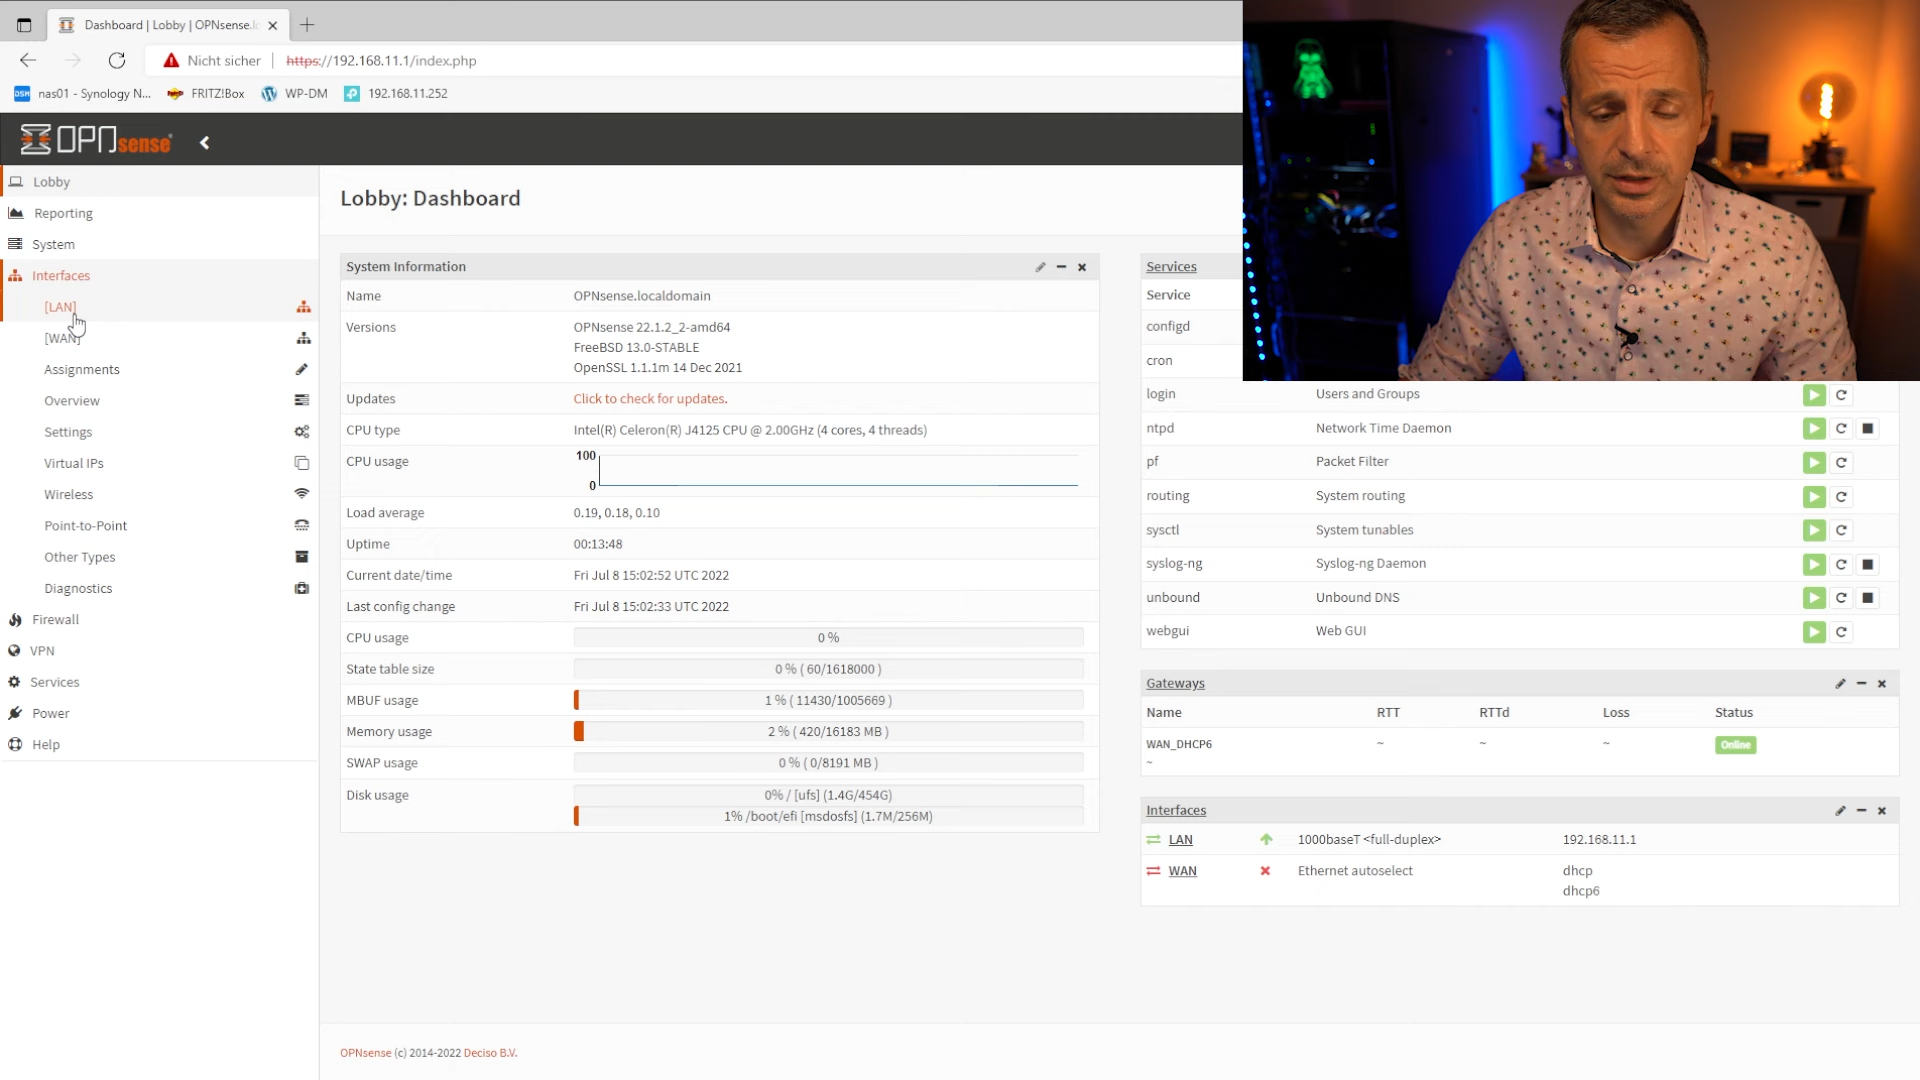 Dashboard | Lobby | OPNsense.l
Nicht sicher https://192.168.11.1/index.php
DSM nas01 - Synology N... FRITZ!Box WP-DM 192.168.11.252
OPNsense
Lobby
Reporting
System
Interfaces
[LAN]
[WAN]
Assignments
Overview
Settings
Virtual IPs
Wireless
Point-to-Point
Other Types
Diagnostics
Firewall
VPN
Services
Power
Help
Lobby: Dashboard
System Information
Name OPNsense.localdomain
Versions OPNsense 22.1.2_2-amd64
FreeBSD 13.0-STABLE
OpenSSL 1.1.1m 14 Dec 2021
Updates Click to check for updates.
CPU type Intel(R) Celeron(R) J4125 CPU @ 2.00GHz (4 cores, 4 threads)
CPU usage 100
0
Load average 0.19, 0.18, 0.10
Uptime 00:13:48
Current date/time Fri Jul 8 15:02:52 UTC 2022
Last config change Fri Jul 8 15:02:33 UTC 2022
CPU usage 0 %
State table size 0 % ( 60/1618000 )
MBUF usage 1 % ( 11430/1005669 )
Memory usage 2 % ( 420/16183 MB )
SWAP usage 0 % ( 0/8191 MB )
Disk usage 0% / [ufs] (1.4G/454G)
1% /boot/efi [msdosfs] (1.7M/256M)
Services
Service
configd
cron
login Users and Groups
ntpd Network Time Daemon
pf Packet Filter
routing System routing
sysctl System tunables
syslog-ng Syslog-ng Daemon
unbound Unbound DNS
webgui Web GUI
Gateways
Name RTT RTTd Loss Status
WAN_DHCP6 ~ ~ ~ Online
~
Interfaces
LAN 1000baseT <full-duplex> 192.168.11.1
WAN Ethernet autoselect dhcp
dhcp6
OPNsense (c) 2014-2022 Deciso B.V.